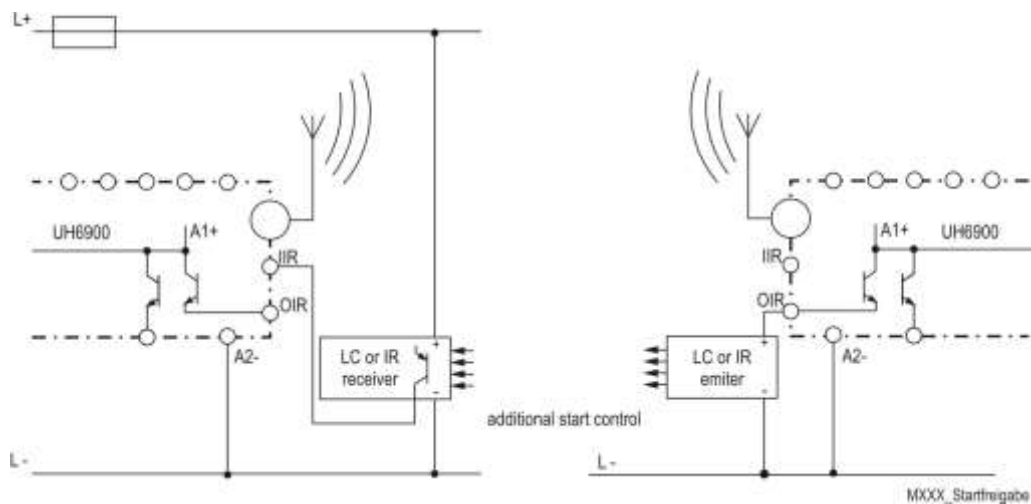 L+
UH6900
A1+
IIR
OIR
A2-
LC or IR
receiver
+
-
additional start control
L -
A1+
UH6900
IIR
OIR
A2-
LC or IR
emiter
+
-
L -
MXXX_Startfreigabe